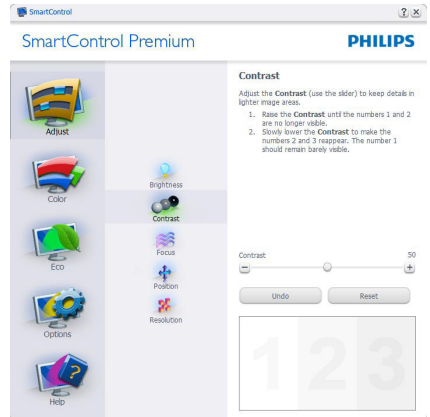 SmartControl
SmartControl Premium
PHILIPS
Adjust
Color
Eco
Options
Help
Brightness
Contrast
Focus
Position
Resolution
Contrast
Adjust the Contrast (use the slider) to keep details in
lighter image areas.
1. Raise the Contrast until the numbers 1 and 2
are no longer visible.
2. Slowly lower the Contrast to make the
numbers 2 and 3 reappear. The number 1
should remain barely visible.
Contrast 50
Undo Reset
1 2 3